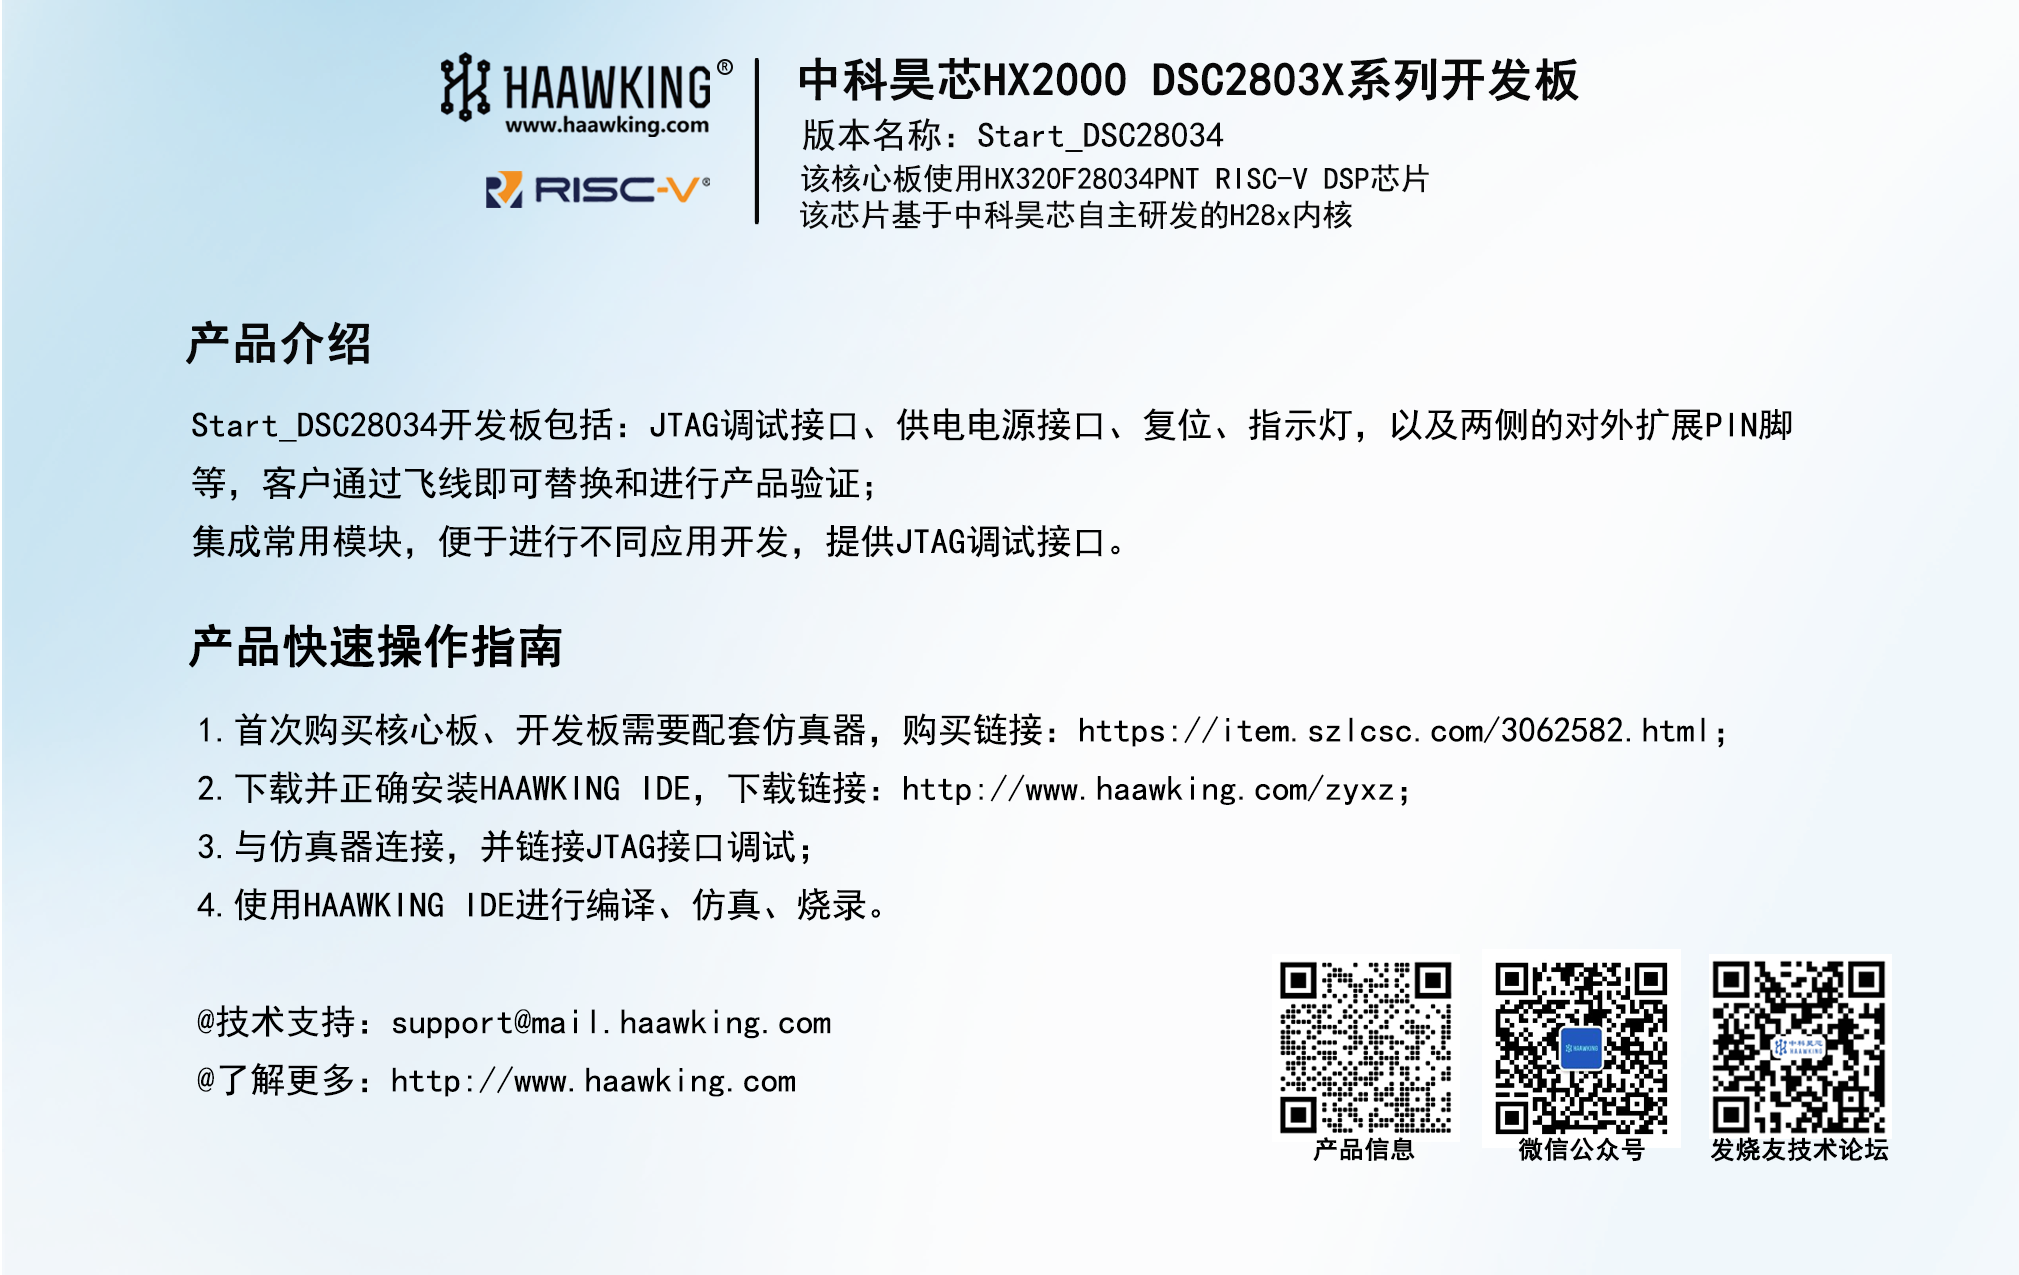 HAAWKING®
www.haawking.com
RISC-V®
中科昊芯HX2000 DSC2803X系列开发板
版本名称：Start_DSC28034
该核心板使用HX320F28034PNT RISC-V DSP芯片
该芯片基于中科昊芯自主研发的H28x内核
产品介绍
Start_DSC28034开发板包括：JTAG调试接口、供电电源接口、复位、指示灯，以及两侧的对外扩展PIN脚
等，客户通过飞线即可替换和进行产品验证；
集成常用模块，便于进行不同应用开发，提供JTAG调试接口。
产品快速操作指南
1.首次购买核心板、开发板需要配套仿真器，购买链接：https://item.szlcsc.com/3062582.html；
2.下载并正确安装HAAWKING IDE，下载链接：http://www.haawking.com/zyxz；
3.与仿真器连接，并链接JTAG接口调试；
4.使用HAAWKING IDE进行编译、仿真、烧录。
@技术支持：support@mail.haawking.com
@了解更多：http://www.haawking.com
HAAWKING
中科昊芯
HAAWKING
产品信息
微信公众号
发烧友技术论坛